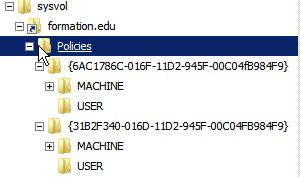 sysvol
formation.edu
Policies
{6AC1786C-016F-11D2-945F-00C04fB984F9}
MACHINE
USER
{31B2F340-016D-11D2-945F-00C04FB984F9}
MACHINE
USER